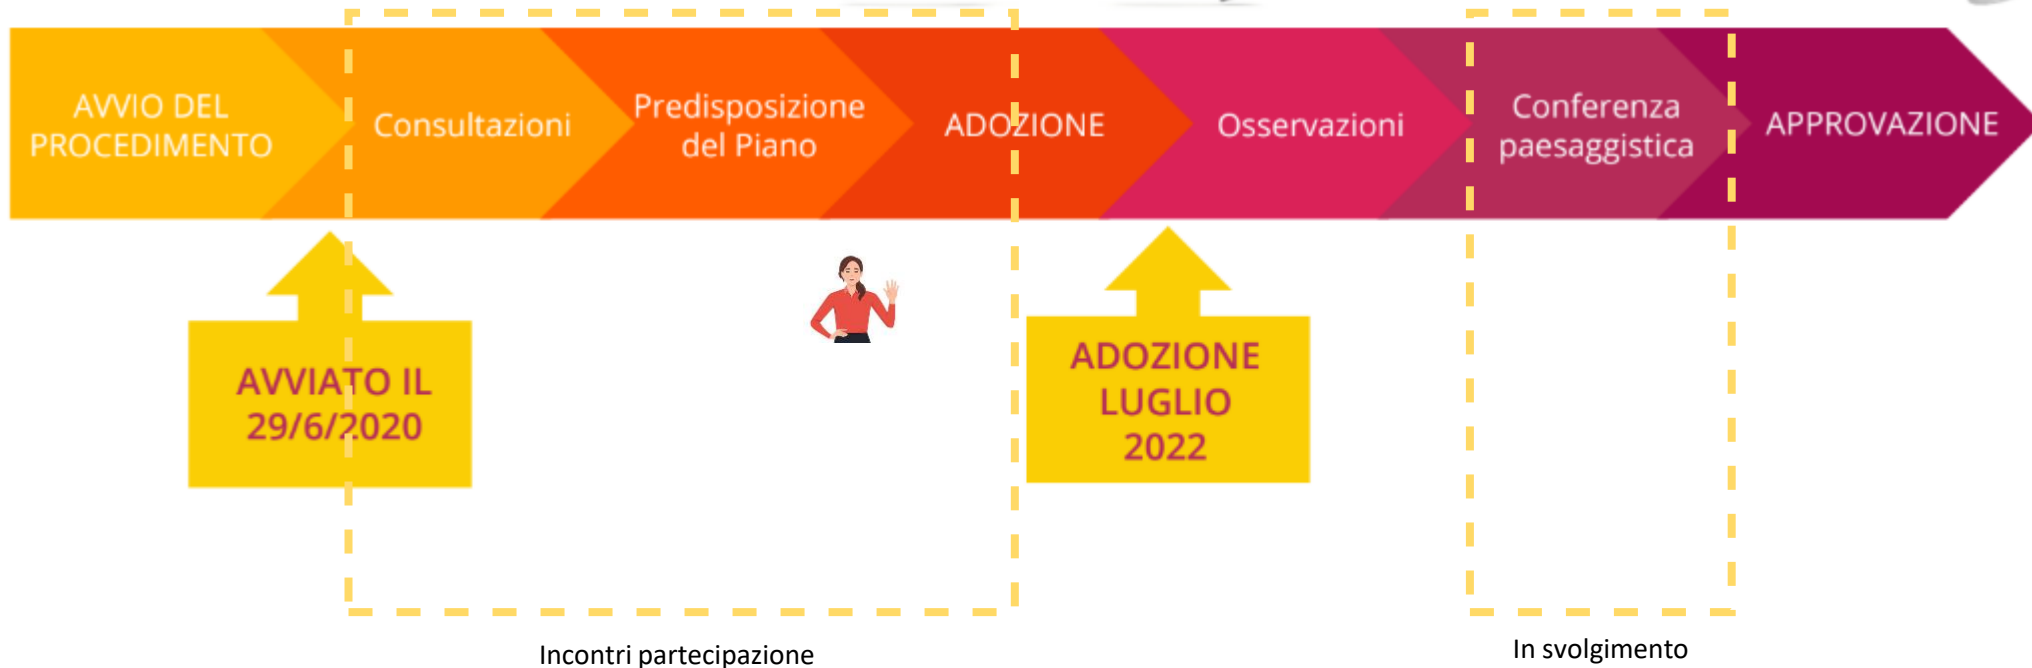 AVVIO DEL
PROCEDIMENTO
Consultazioni
Predisposizione
del Piano
ADOZIONE
Osservazioni
Conferenza
paesaggistica
APPROVAZIONE
AVVIATO IL
29/6/2020
ADOZIONE
LUGLIO
2022
Incontri partecipazione
In svolgimento